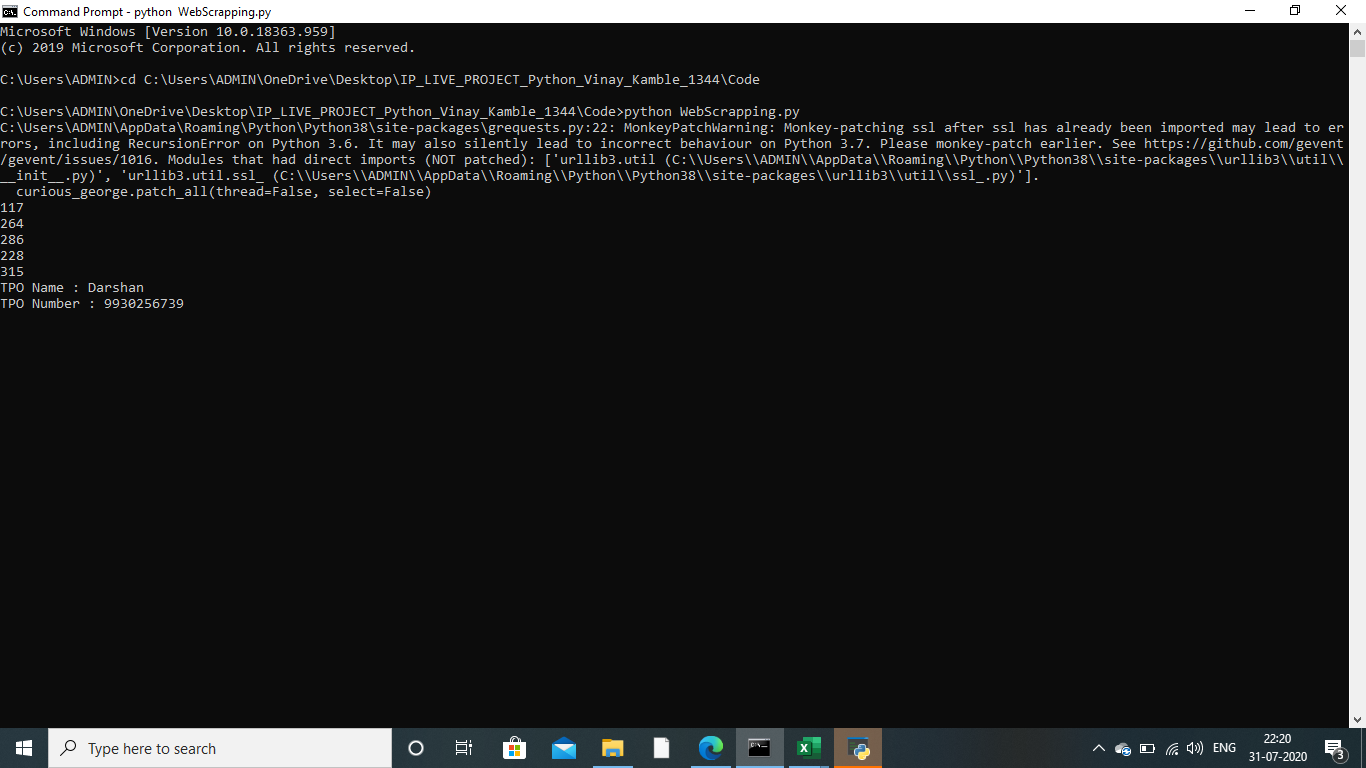 Command Prompt - python  WebScrapping.py
Microsoft Windows [Version 10.0.18363.959]
(c) 2019 Microsoft Corporation. All rights reserved.
C:\Users\ADMIN>cd C:\Users\ADMIN\OneDrive\Desktop\IP_LIVE_PROJECT_Python_Vinay_Kamble_1344\Code
C:\Users\ADMIN\OneDrive\Desktop\IP_LIVE_PROJECT_Python_Vinay_Kamble_1344\Code>python WebScrapping.py
C:\Users\ADMIN\AppData\Roaming\Python\Python38\site-packages\grequests.py:22: MonkeyPatchWarning: Monkey-patching ssl after ssl has already been imported may lead to er
rors, including RecursionError on Python 3.6. It may also silently lead to incorrect behaviour on Python 3.7. Please monkey-patch earlier. See https://github.com/gevent
/gevent/issues/1016. Modules that had direct imports (NOT patched): ['urllib3.util (C:\\Users\\ADMIN\\AppData\\Roaming\\Python\\Python38\\site-packages\\urllib3\\util\\
__init__.py)', 'urllib3.util.ssl_ (C:\\Users\\ADMIN\\AppData\\Roaming\\Python\\Python38\\site-packages\\urllib3\\util\\ssl_.py)'].
  curious_george.patch_all(thread=False, select=False)
117
264
286
228
315
TPO Name : Darshan
TPO Number : 9930256739
Type here to search
ENG
22:20
31-07-2020
3